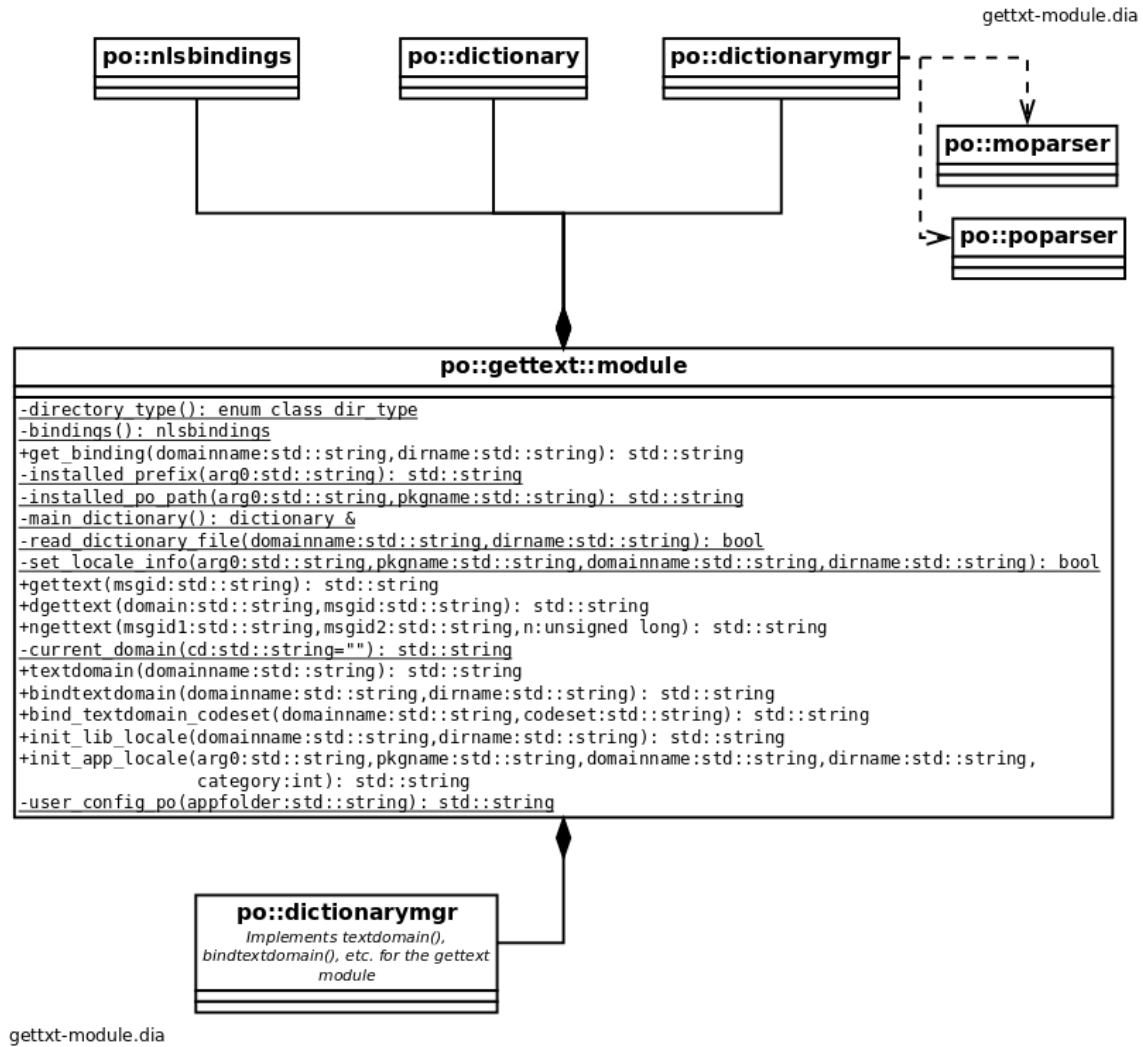 gettxt-module.dia
po::nlsbindings
po::dictionary
po::dictionarymgr
po::moparser
po::poparser
po::gettext::module
-directory_type(): enum class dir_type
-bindings(): nlsbindings
+get_binding(domainname:std::string,dirname:std::string): std::string
-installed_prefix(arg0:std::string): std::string
-installed_po_path(arg0:std::string,pkgname:std::string): std::string
-main_dictionary(): dictionary &
-read_dictionary_file(domainname:std::string,dirname:std::string): bool
-set_locale_info(arg0:std::string,pkgname:std::string,domainname:std::string,dirname:std::string): bool
+gettext(msgid:std::string): std::string
+dgettext(domain:std::string,msgid:std::string): std::string
+ngettext(msgid1:std::string,msgid2:std::string,n:unsigned long): std::string
-current_domain(cd:std::string=""): std::string
+textdomain(domainname:std::string): std::string
+bindtextdomain(domainname:std::string,dirname:std::string): std::string
+bind_textdomain_codeset(domainname:std::string,codeset:std::string): std::string
+init_lib_locale(domainname:std::string,dirname:std::string): std::string
+init_app_locale(arg0:std::string,pkgname:std::string,domainname:std::string,dirname:std::string,
category:int): std::string
-user_config_po(appfolder:std::string): std::string
po::dictionarymgr
Implements textdomain(),
bindtextdomain(), etc. for the gettext
module
gettxt-module.dia